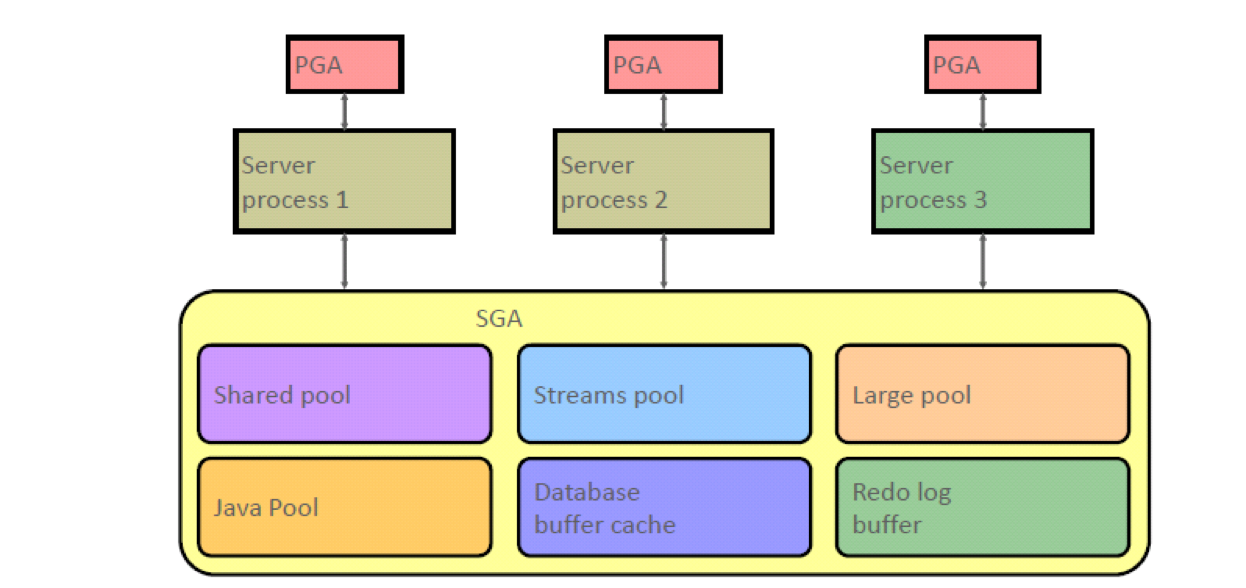 PGA
PGA
PGA
Server
process 1
Server
process 2
Server
process 3
SGA
Shared pool
Streams pool
Large pool
Java Pool
Database
buffer cache
Redo log
buffer